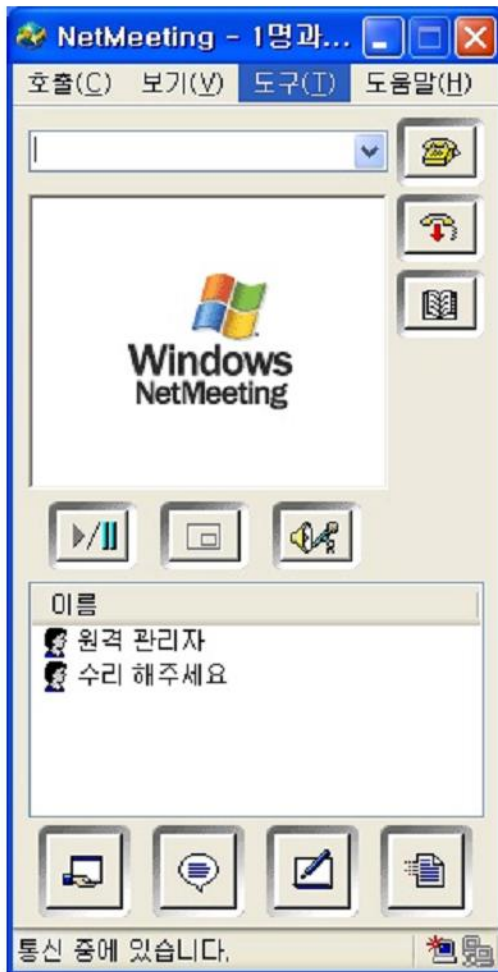 NetMeeting - 1명과...
호출(C) 보기(V) 도구(T) 도움말(H)
Windows
NetMeeting
이름
원격 관리자
수리 해주세요
통신 중에 있습니다.